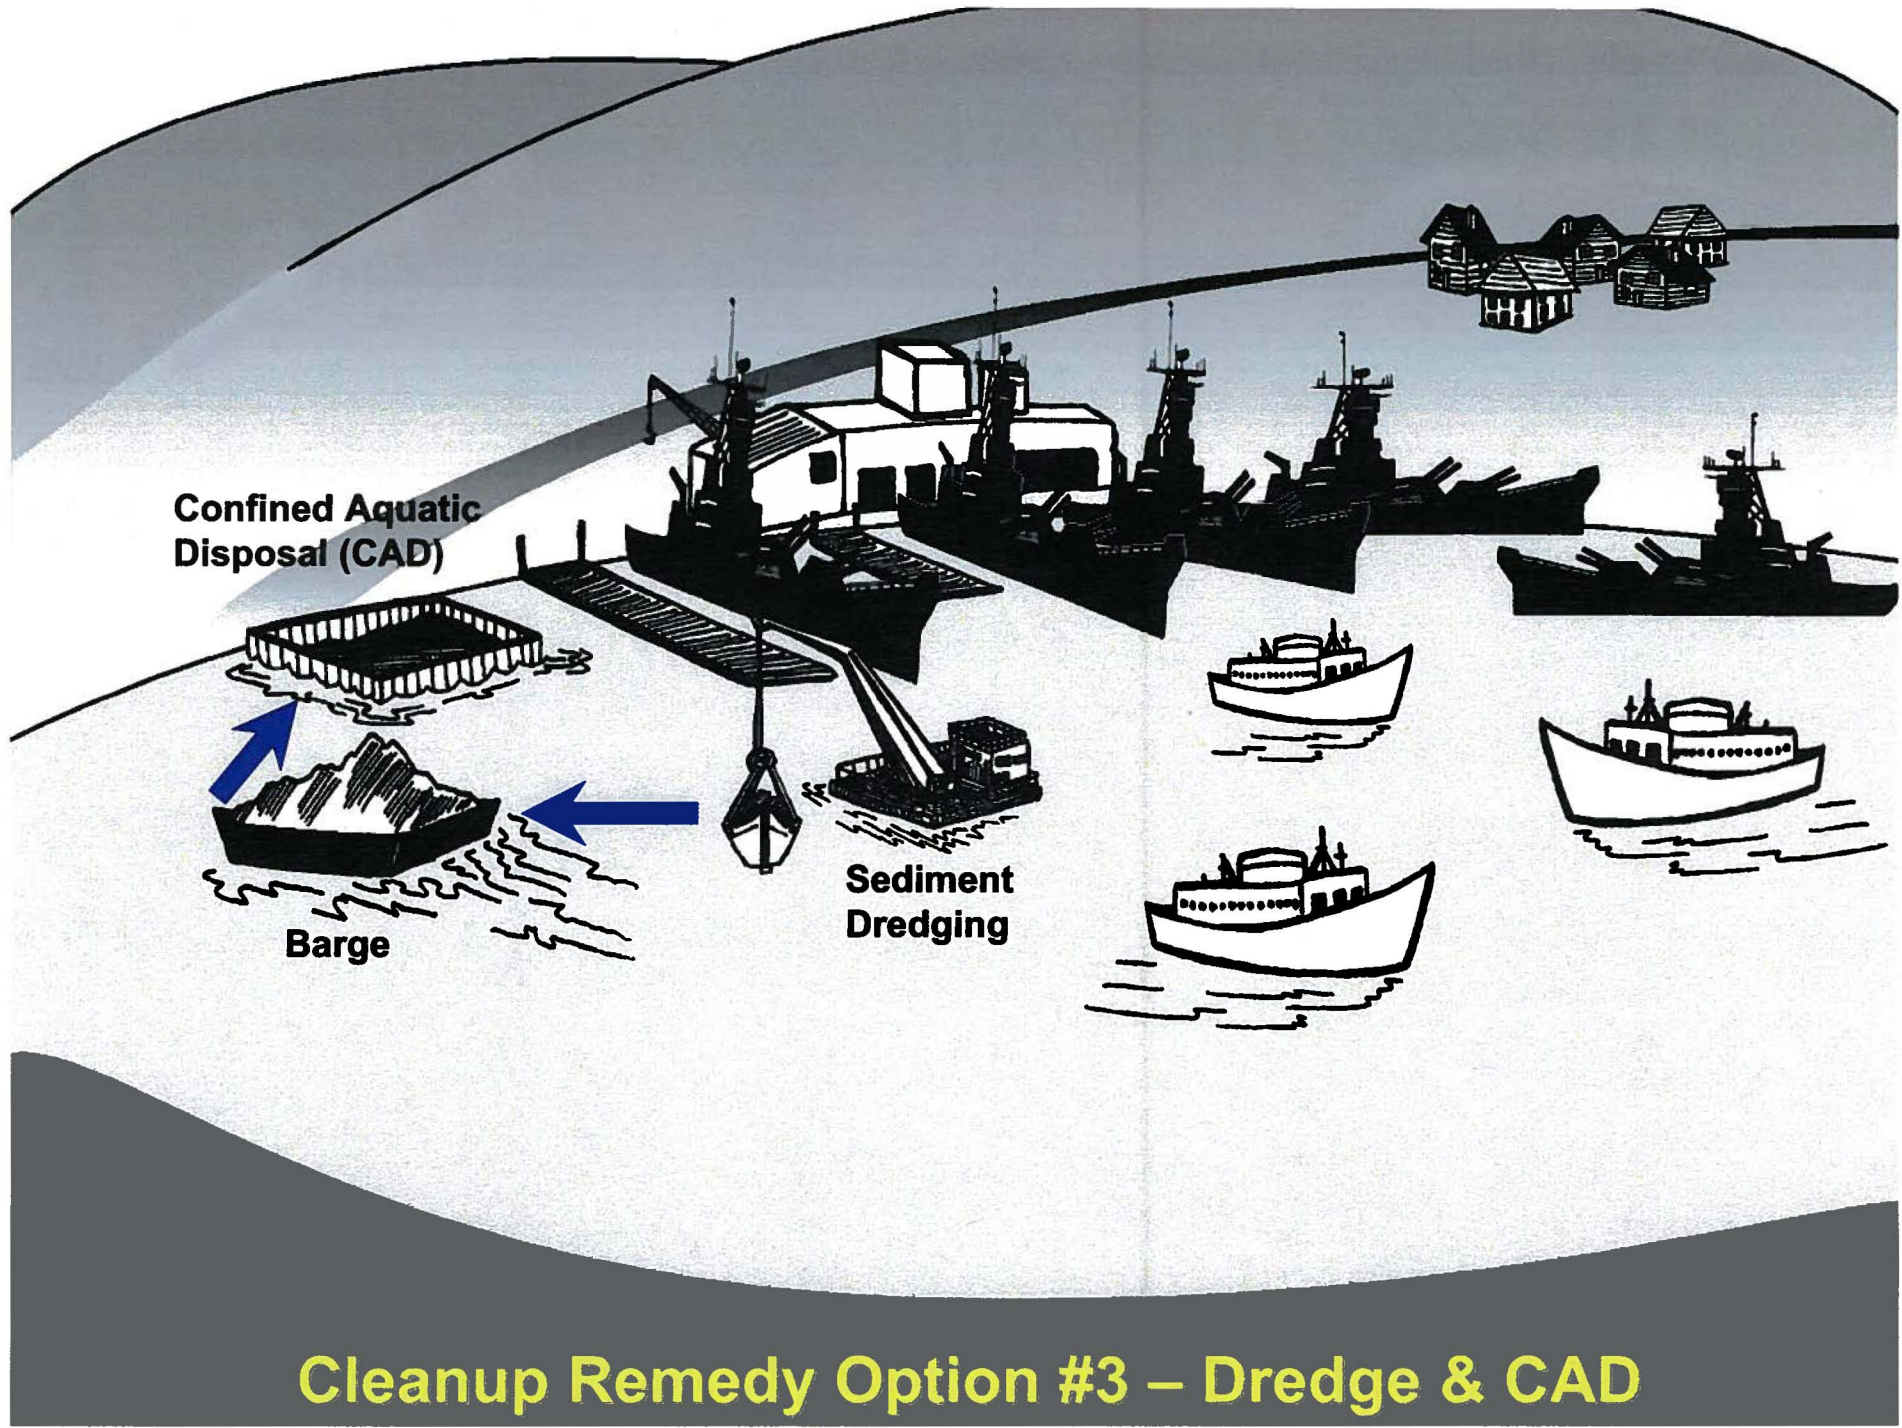 Confined Aquatic
Disposal (CAD)
Sediment
Dredging
Barge
Cleanup Remedy Option #3 – Dredge & CAD